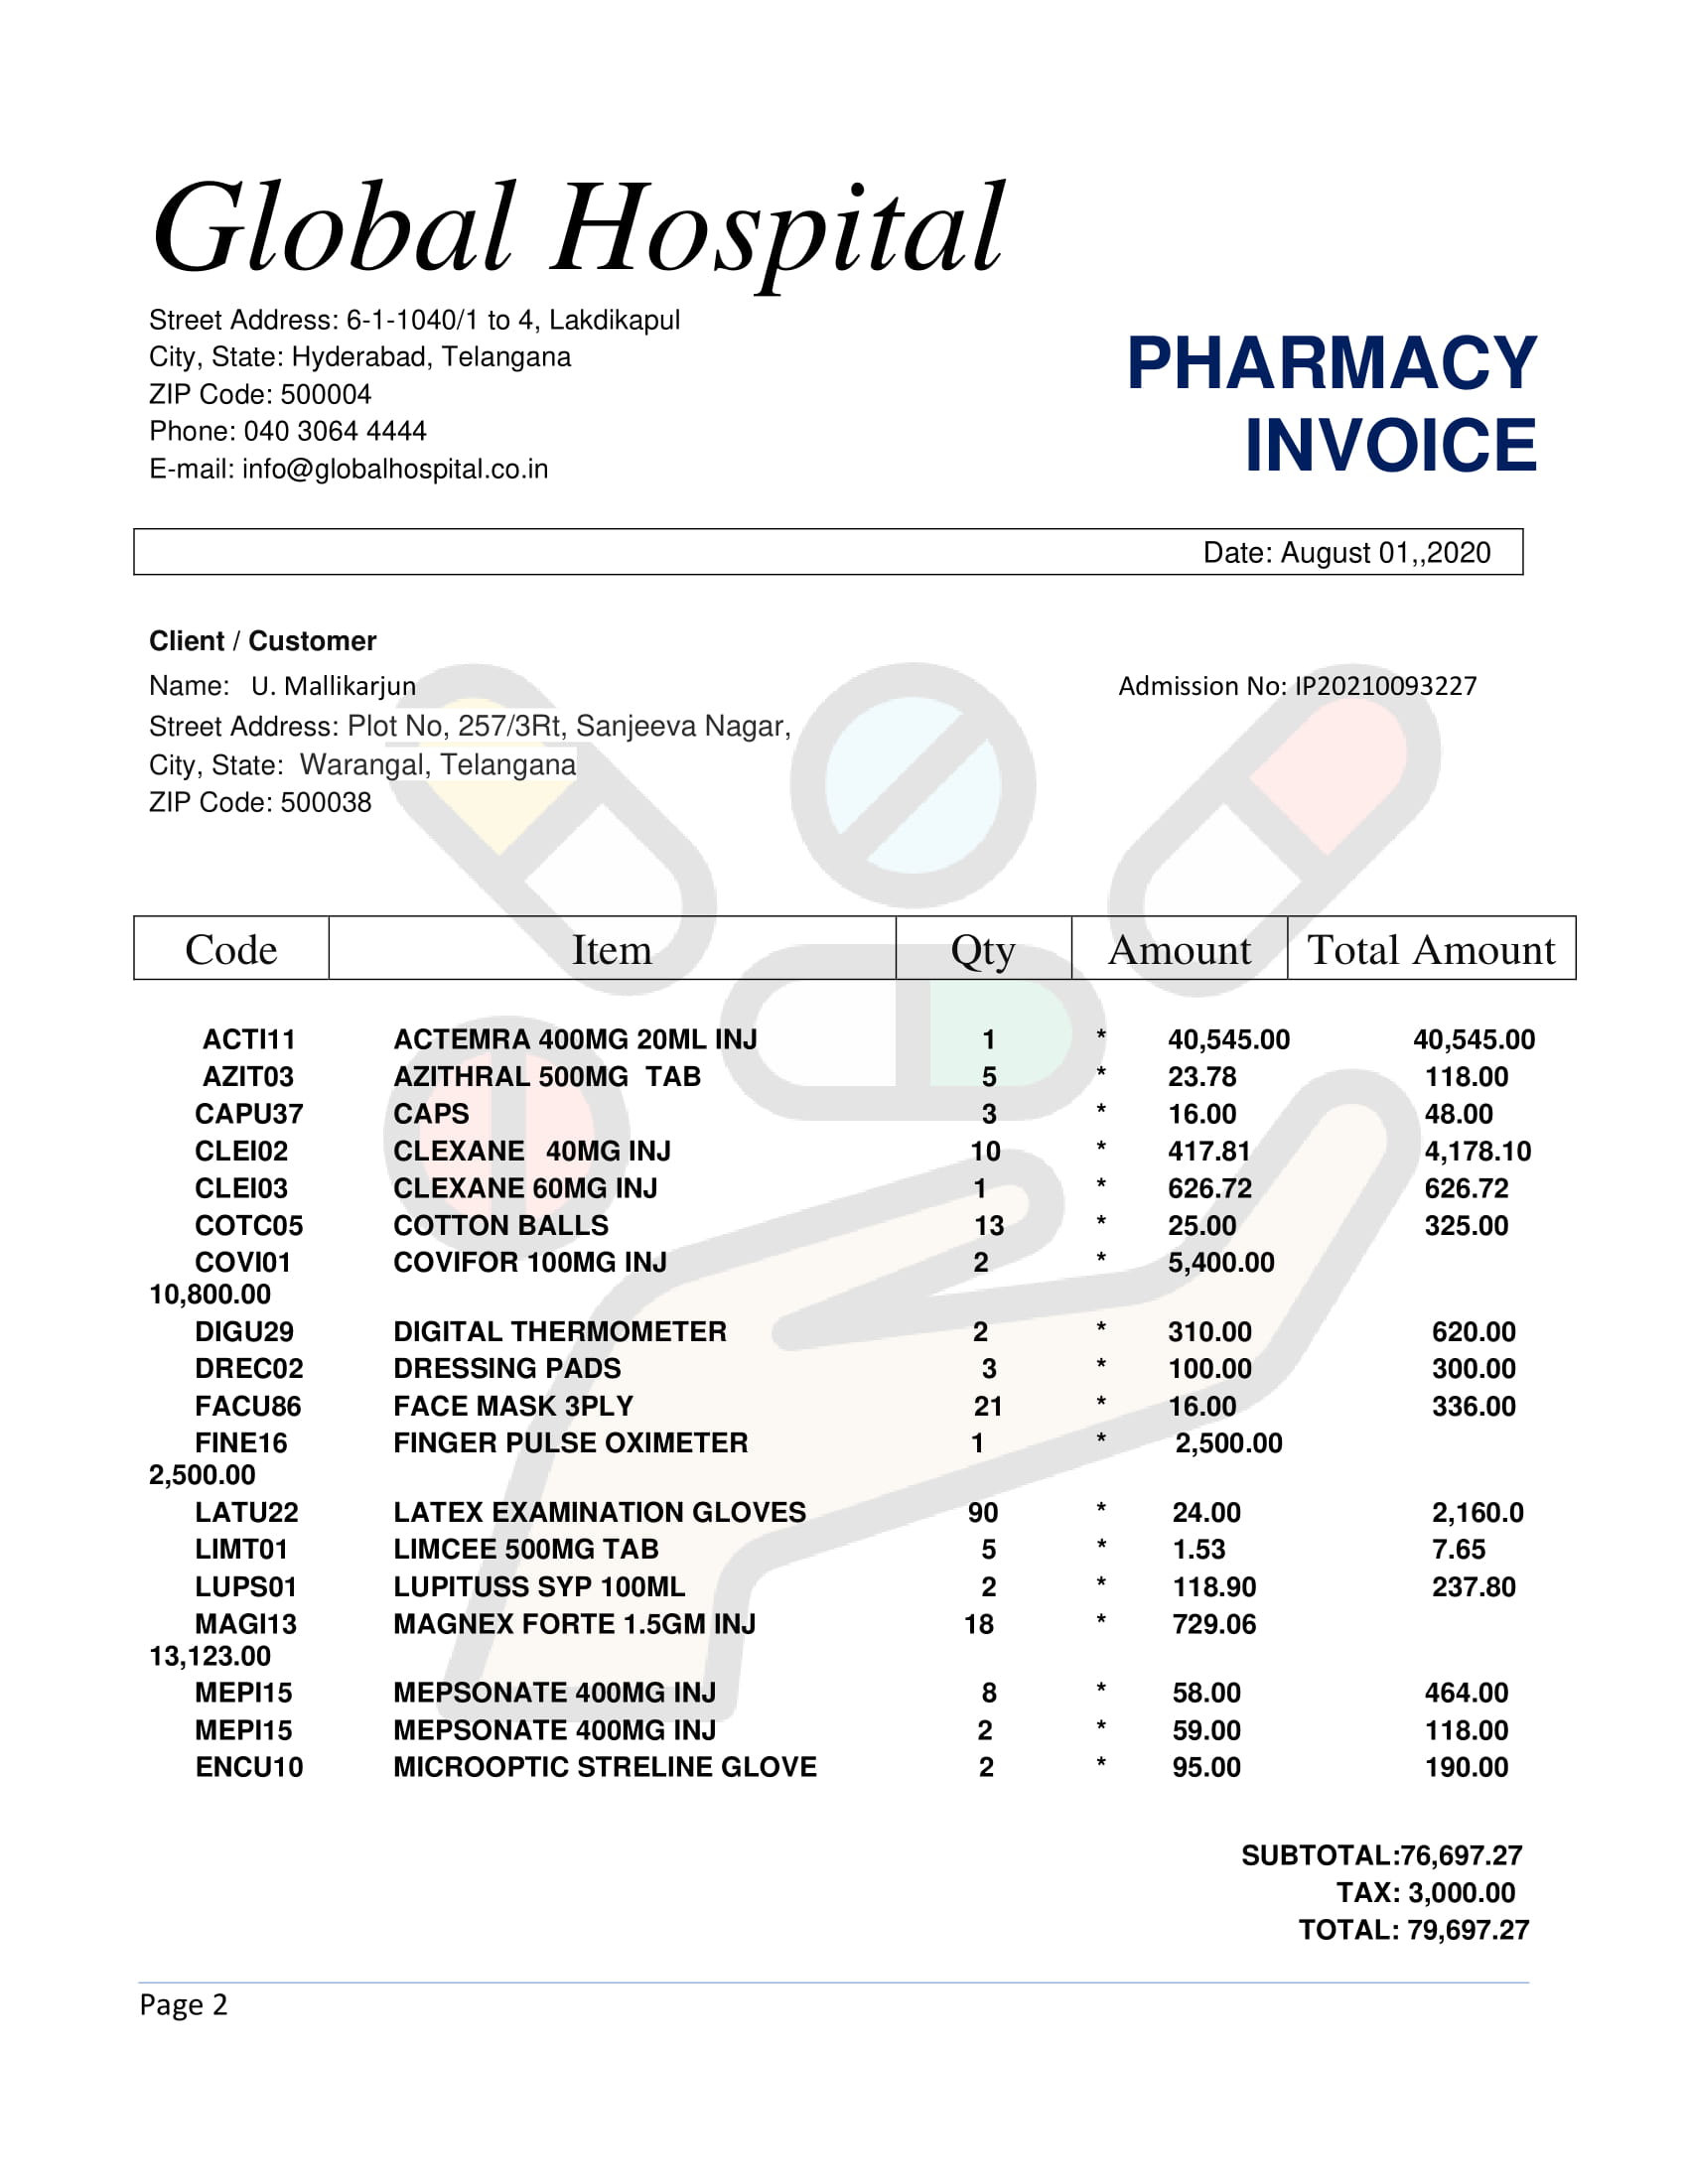 Global Hospital
Street Address: 6-1-1040/1 to 4, Lakdikapul
City, State: Hyderabad, Telangana
ZIP Code: 500004
Phone: 040 3064 4444
E-mail: info@globalhospital.co.in
PHARMACY
INVOICE
Date: August 01,,2020
Client / Customer
Name: U. Mallikarjun Admission No: IP20210093227
Street Address: Plot No, 257/3Rt, Sanjeeva Nagar,
City, State: Warangal, Telangana
ZIP Code: 500038
Code Item Qty Amount Total Amount
ACTI11 ACTEMRA 400MG 20ML INJ 1 * 40,545.00 40,545.00
AZIT03 AZITHRAL 500MG TAB 5 * 23.78 118.00
CAPU37 CAPS 3 * 16.00 48.00
CLEI02 CLEXANE 40MG INJ 10 * 417.81 4,178.10
CLEI03 CLEXANE 60MG INJ 1 * 626.72 626.72
COTC05 COTTON BALLS 13 * 25.00 325.00
COVI01 COVIFOR 100MG INJ 2 * 5,400.00
10,800.00
DIGU29 DIGITAL THERMOMETER 2 * 310.00 620.00
DREC02 DRESSING PADS 3 * 100.00 300.00
FACU86 FACE MASK 3PLY 21 * 16.00 336.00
FINE16 FINGER PULSE OXIMETER 1 * 2,500.00
2,500.00
LATU22 LATEX EXAMINATION GLOVES 90 * 24.00 2,160.0
LIMT01 LIMCEE 500MG TAB 5 * 1.53 7.65
LUPS01 LUPITUSS SYP 100ML 2 * 118.90 237.80
MAGI13 MAGNEX FORTE 1.5GM INJ 18 * 729.06
13,123.00
MEPI15 MEPSONATE 400MG INJ 8 * 58.00 464.00
MEPI15 MEPSONATE 400MG INJ 2 * 59.00 118.00
ENCU10 MICROOPTIC STRELINE GLOVE 2 * 95.00 190.00
SUBTOTAL:76,697.27
TAX: 3,000.00
TOTAL: 79,697.27
Page 2